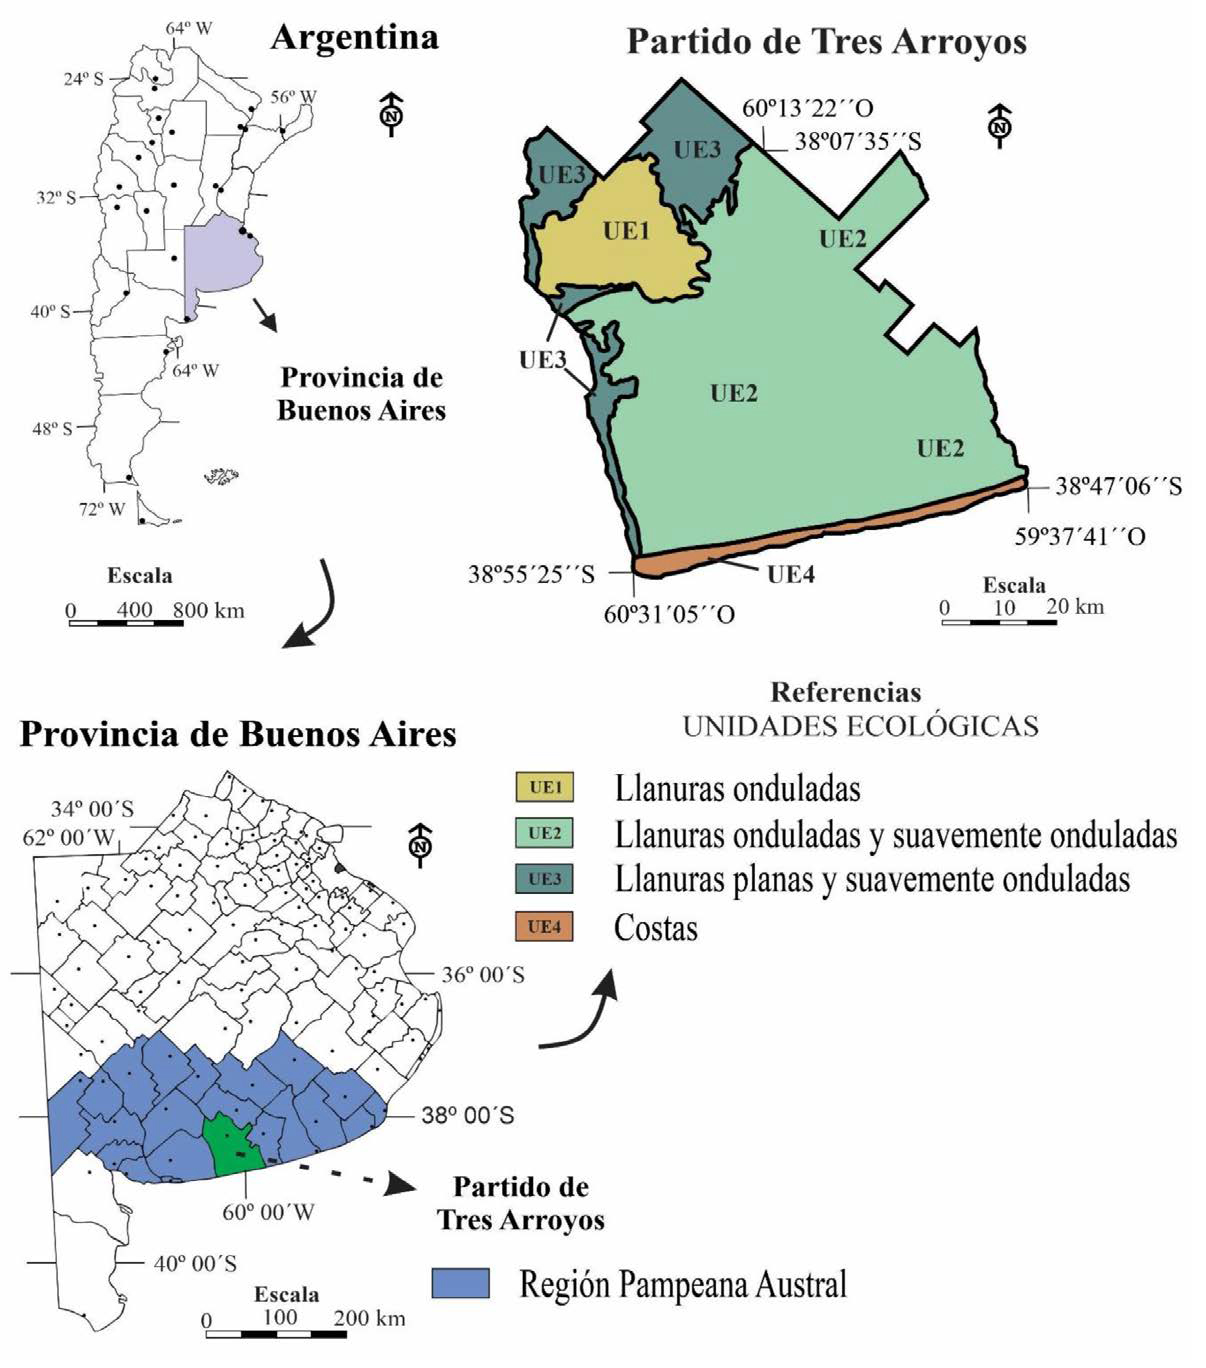 Argentina
64º W
24º S
56º W
N
32º S
40º S
64º W
48º S
72º W
Provincia de
Buenos Aires
Escala
0 400 800 km
Partido de Tres Arroyos
60º13´22´´O
38º07´35´´S
N
UE3
UE3
UE1
UE2
UE3
UE2
UE2
38º47´06´´S
59º37´41´´O
38º55´25´´S
UE4
60º31´05´´O
Escala
0 10 20 km
Referencias
UNIDADES ECOLÓGICAS
UE1 Llanuras onduladas
UE2 Llanuras onduladas y suavemente onduladas
UE3 Llanuras planas y suavemente onduladas
UE4 Costas
Provincia de Buenos Aires
34º 00´S
62º 00´W
N
36º 00´S
38º 00´S
60º 00´W
Partido de
Tres Arroyos
40º 00´S
Escala
0 100 200 km
Región Pampeana Austral